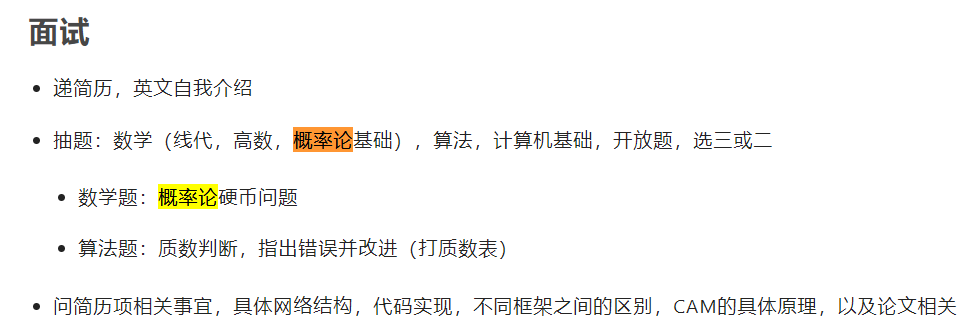 面试
递简历，英文自我介绍
抽题：数学（线代，高数，概率论基础），算法，计算机基础，开放题，选三或二
数学题：概率论硬币问题
算法题：质数判断，指出错误并改进（打质数表）
问简历项相关事宜，具体网络结构，代码实现，不同框架之间的区别，CAM的具体原理，以及论文相关